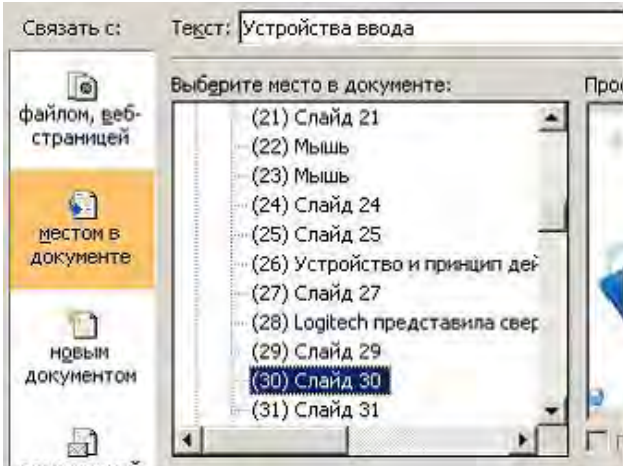 Связать с:
Текст: Устройства ввода
Выберите место в документе:
Прос
файлом, веб-
страницей
местом в
документе
новым
документом
(21) Слайд 21
(22) Мышь
(23) Мышь
(24) Слайд 24
(25) Слайд 25
(26) Устройство и принцип дей
(27) Слайд 27
(28) Logitech представила свер
(29) Слайд 29
(30) Слайд 30
(31) Слайд 31